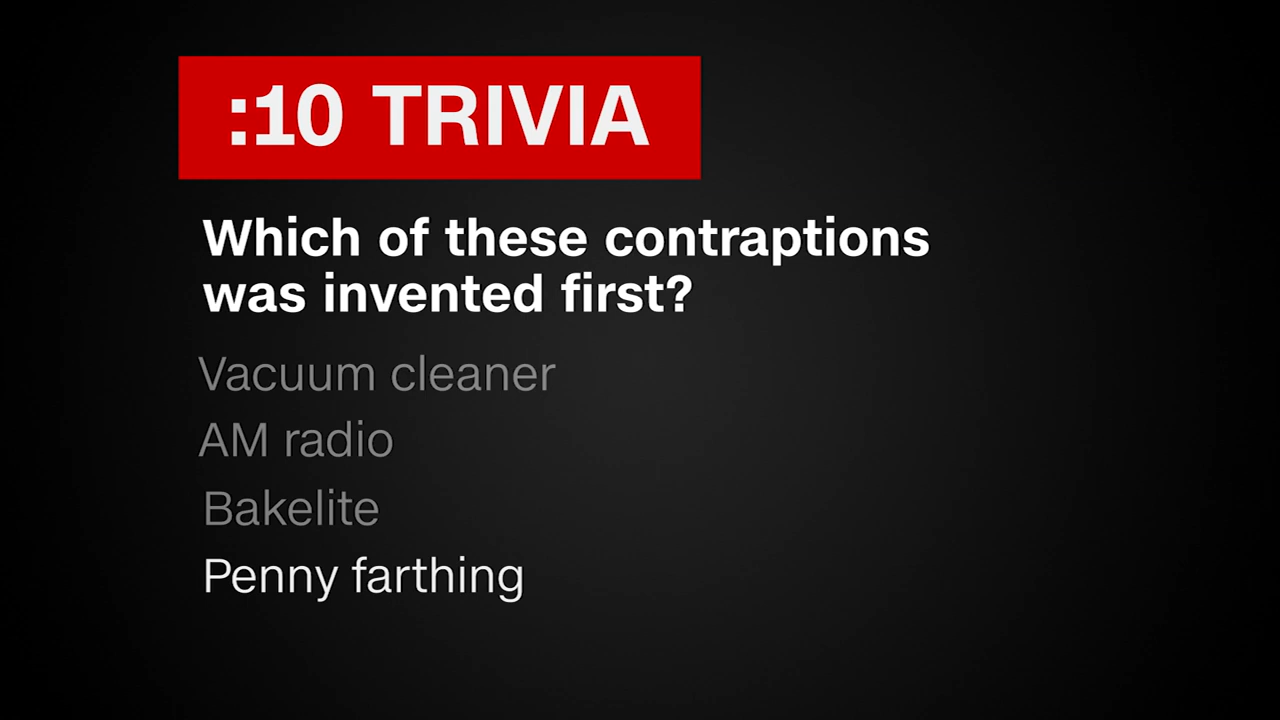 :10 TRIVIA
Which of these contraptions
was invented first?
Vacuum cleaner
AM radio
Bakelite
Penny farthing